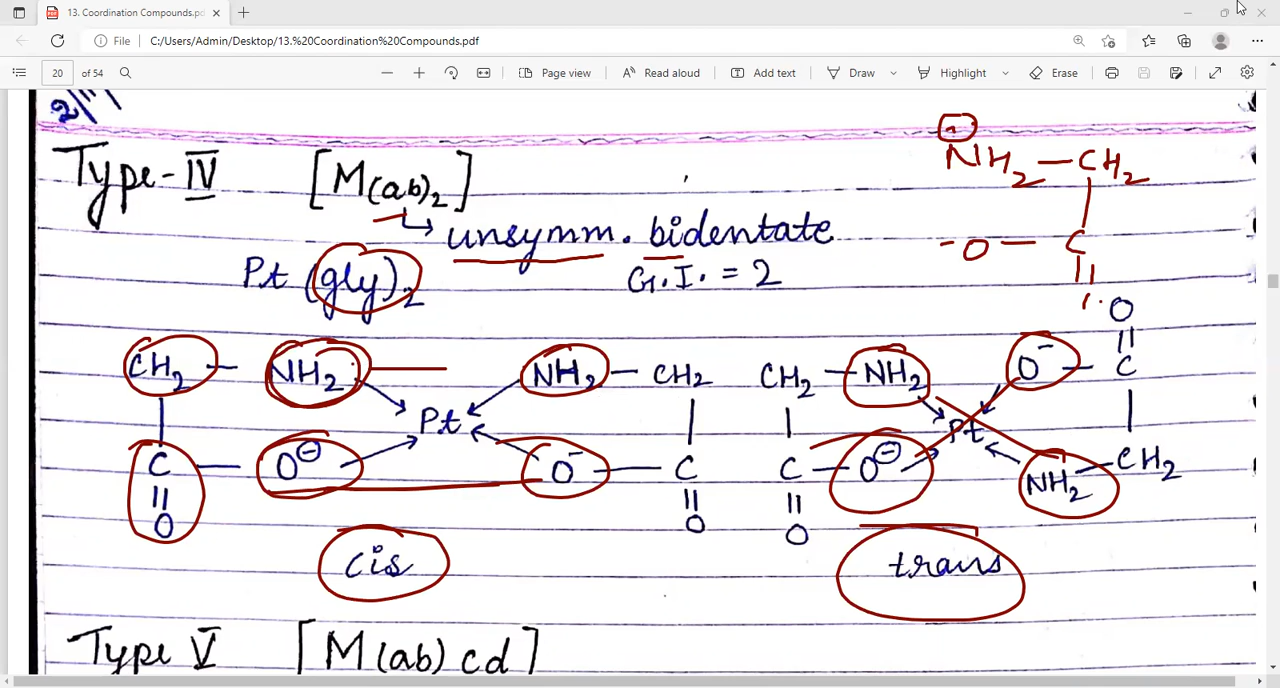 13. Coordination Compounds.pdf
File C:/Users/Admin/Desktop/13.%20Coordination%20Compounds.pdf
20 of 54 Page view Read aloud Add text Draw Highlight Erase
Type-IV [M(ab)2]
unsymm. bidentate
Pt (gly)2 G.I. = 2
NH2 — CH2
-O — C
O
CH2 — NH2 NH2 — CH2 CH2 — NH2 O⁻ — C
Pt Pt
C — O⊖ O⁻ — C C — O⊖ NH2 — CH2
O O O
cis trans
Type V [M(ab)cd]